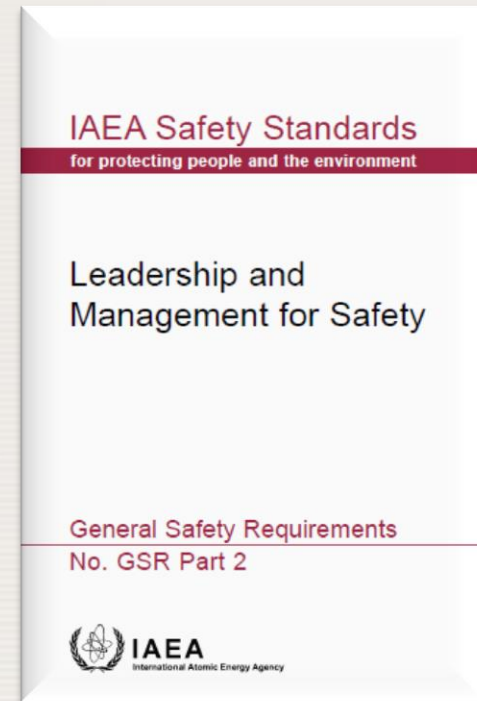 IAEA Safety Standards
for protecting people and the environment
Leadership and
Management for Safety
General Safety Requirements
No. GSR Part 2
IAEA
International Atomic Energy Agency